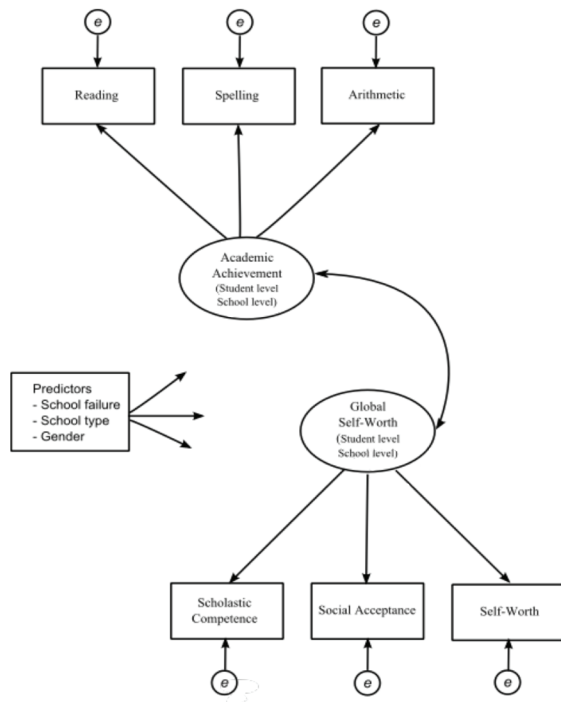 e e e
Reading Spelling Arithmetic
Academic
Achievement
(Student level
School level)
Predictors
- School failure
- School type
- Gender
Global
Self-Worth
(Student level
School level)
Scholastic
Competence
Social Acceptance
Self-Worth
e e e